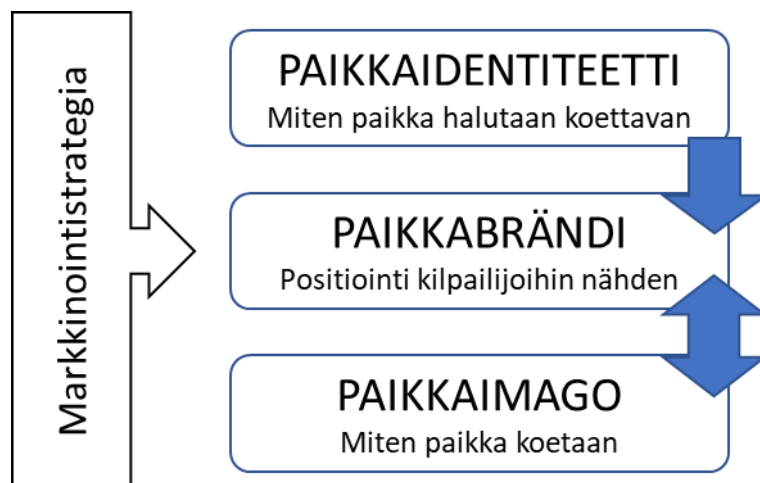 Markkinointistrategia
PAIKKAIDENTITEETTI
Miten paikka halutaan koettavan
PAIKKABRÄNDI
Positiointi kilpailijoihin nähden
PAIKKAIMAGO
Miten paikka koetaan